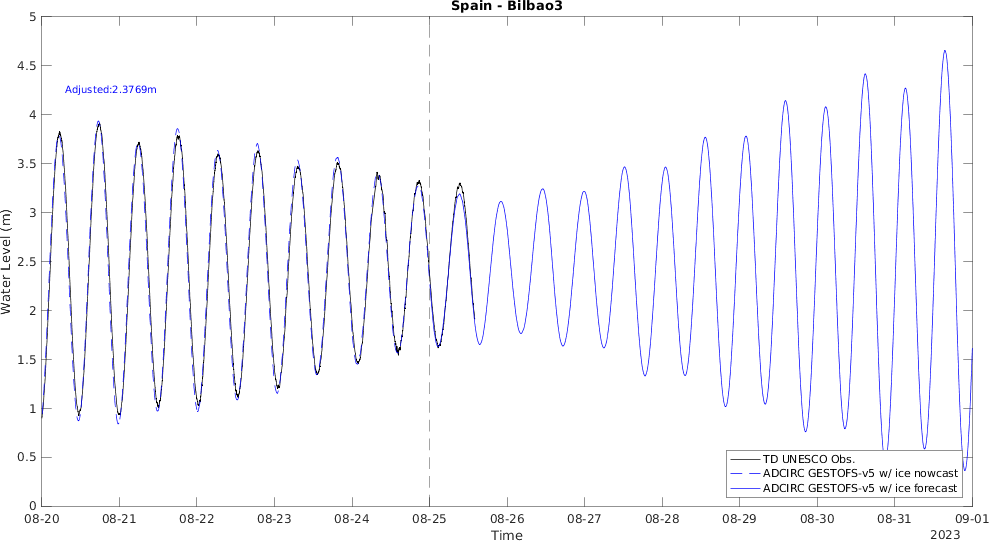 Spain - Bilbao3
Adjusted:2.3769m
Water Level (m)
5
4.5
4
3.5
3
2.5
2
1.5
1
0.5
0
TD UNESCO Obs.
ADCIRC GESTOFS-v5 w/ ice nowcast
ADCIRC GESTOFS-v5 w/ ice forecast
08-20 08-21 08-22 08-23 08-24 08-25 08-26 08-27 08-28 08-29 08-30 08-31 09-01
Time
2023